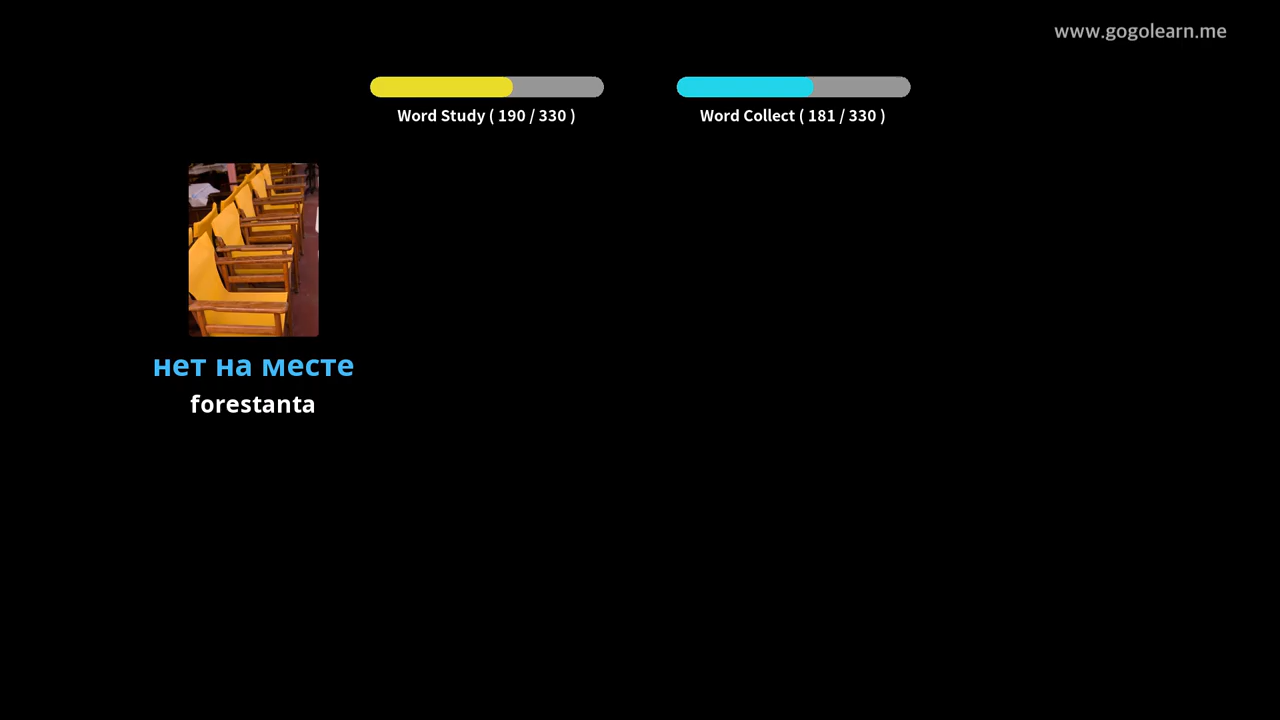 www.gogolearn.me
Word Study ( 190 / 330 )
Word Collect ( 181 / 330 )
нет на месте
forestanta